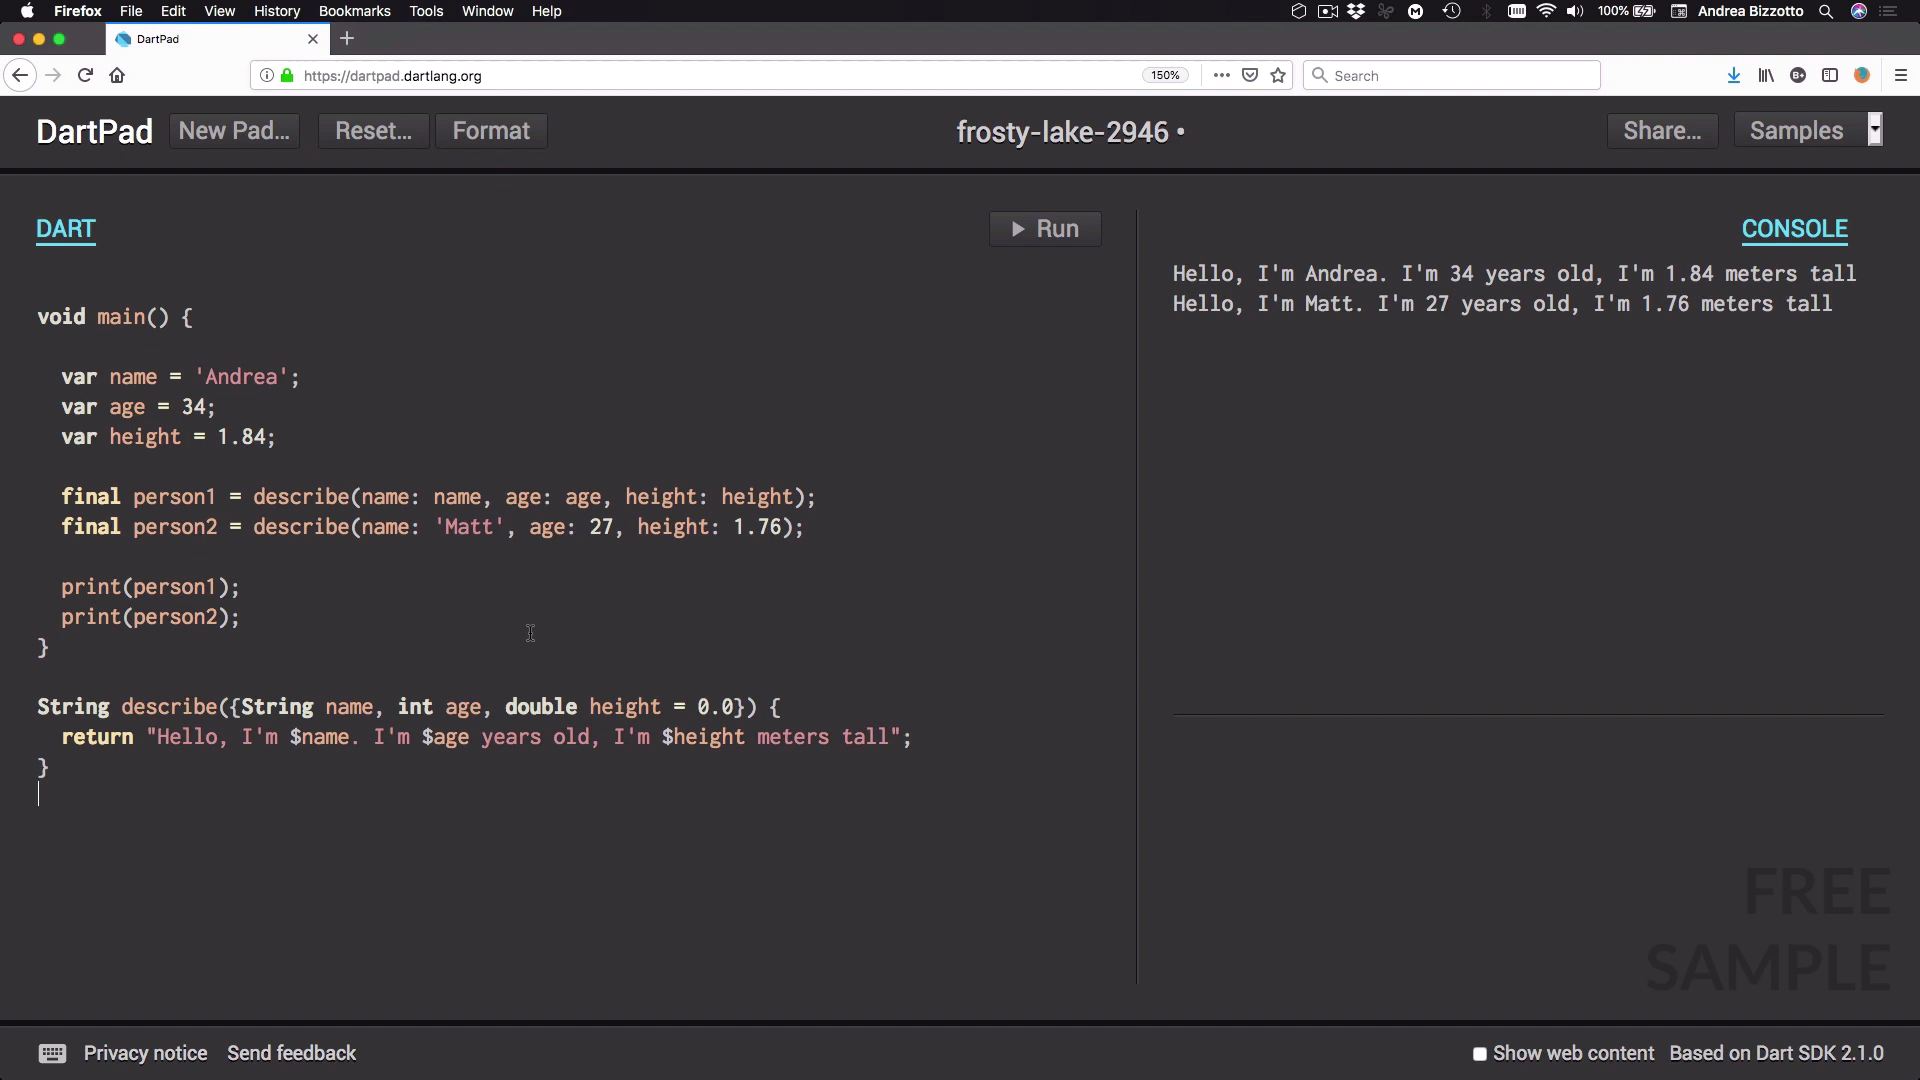 Firefox File Edit View History Bookmarks Tools Window Help 100% Andrea Bizzotto
DartPad
https://dartpad.dartlang.org 150% Search
DartPad New Pad... Reset... Format frosty-lake-2946 • Share... Samples
DART Run CONSOLE
Hello, I'm Andrea. I'm 34 years old, I'm 1.84 meters tall
Hello, I'm Matt. I'm 27 years old, I'm 1.76 meters tall
void main() {
var name = 'Andrea';
var age = 34;
var height = 1.84;
final person1 = describe(name: name, age: age, height: height);
final person2 = describe(name: 'Matt', age: 27, height: 1.76);
print(person1);
print(person2);
}
String describe({String name, int age, double height = 0.0}) {
return "Hello, I'm $name. I'm $age years old, I'm $height meters tall";
}
FREE
SAMPLE
Privacy notice Send feedback Show web content Based on Dart SDK 2.1.0